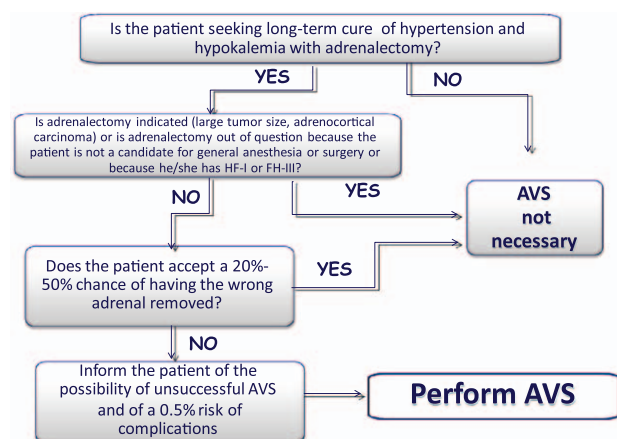 Is the patient seeking long-term cure of hypertension and
hypokalemia with adrenalectomy?
YES
NO
Is adrenalectomy indicated (large tumor size, adrenocortical
carcinoma) or is adrenalectomy out of question because the
patient is not a candidate for general anesthesia or surgery or
because he/she has HF-I or FH-III?
NO
YES
AVS
not
necessary
Does the patient accept a 20%-
50% chance of having the wrong
adrenal removed?
YES
NO
Inform the patient of the
possibility of unsuccessful AVS
and of a 0.5% risk of
complications
Perform AVS